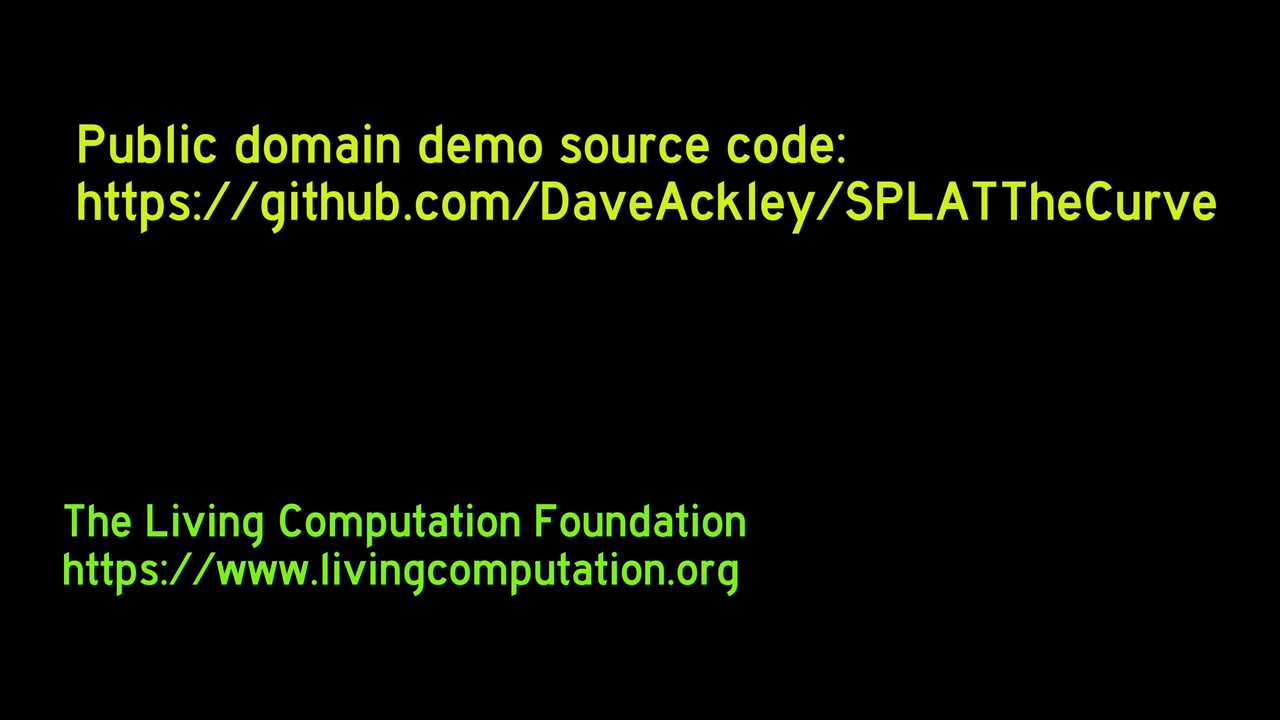 Public domain demo source code:
https://github.com/DaveAckley/SPLATTheCurve
The Living Computation Foundation
https://www.livingcomputation.org